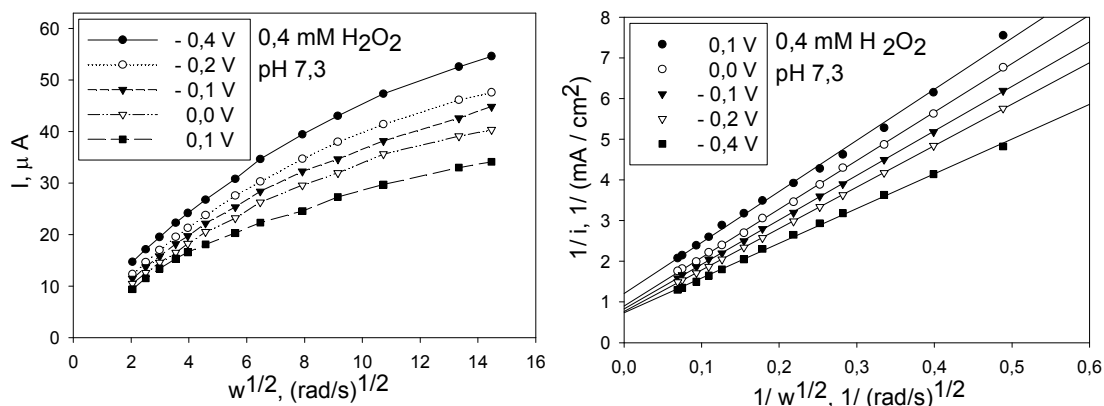 60
50
40
30
20
10
0
I, μ A
- 0,4 V
- 0,2 V
- 0,1 V
0,0 V
0,1 V
0,4 mM H2O2
pH 7,3
0 2 4 6 8 10 12 14 16
w1/2, (rad/s)1/2
8
7
6
5
4
3
2
1
0
1/ i, 1/ (mA / cm2)
0,1 V
0,0 V
- 0,1 V
- 0,2 V
- 0,4 V
0,4 mM H 2O2
pH 7,3
0,0 0,1 0,2 0,3 0,4 0,5 0,6
1/ w1/2, 1/ (rad/s)1/2